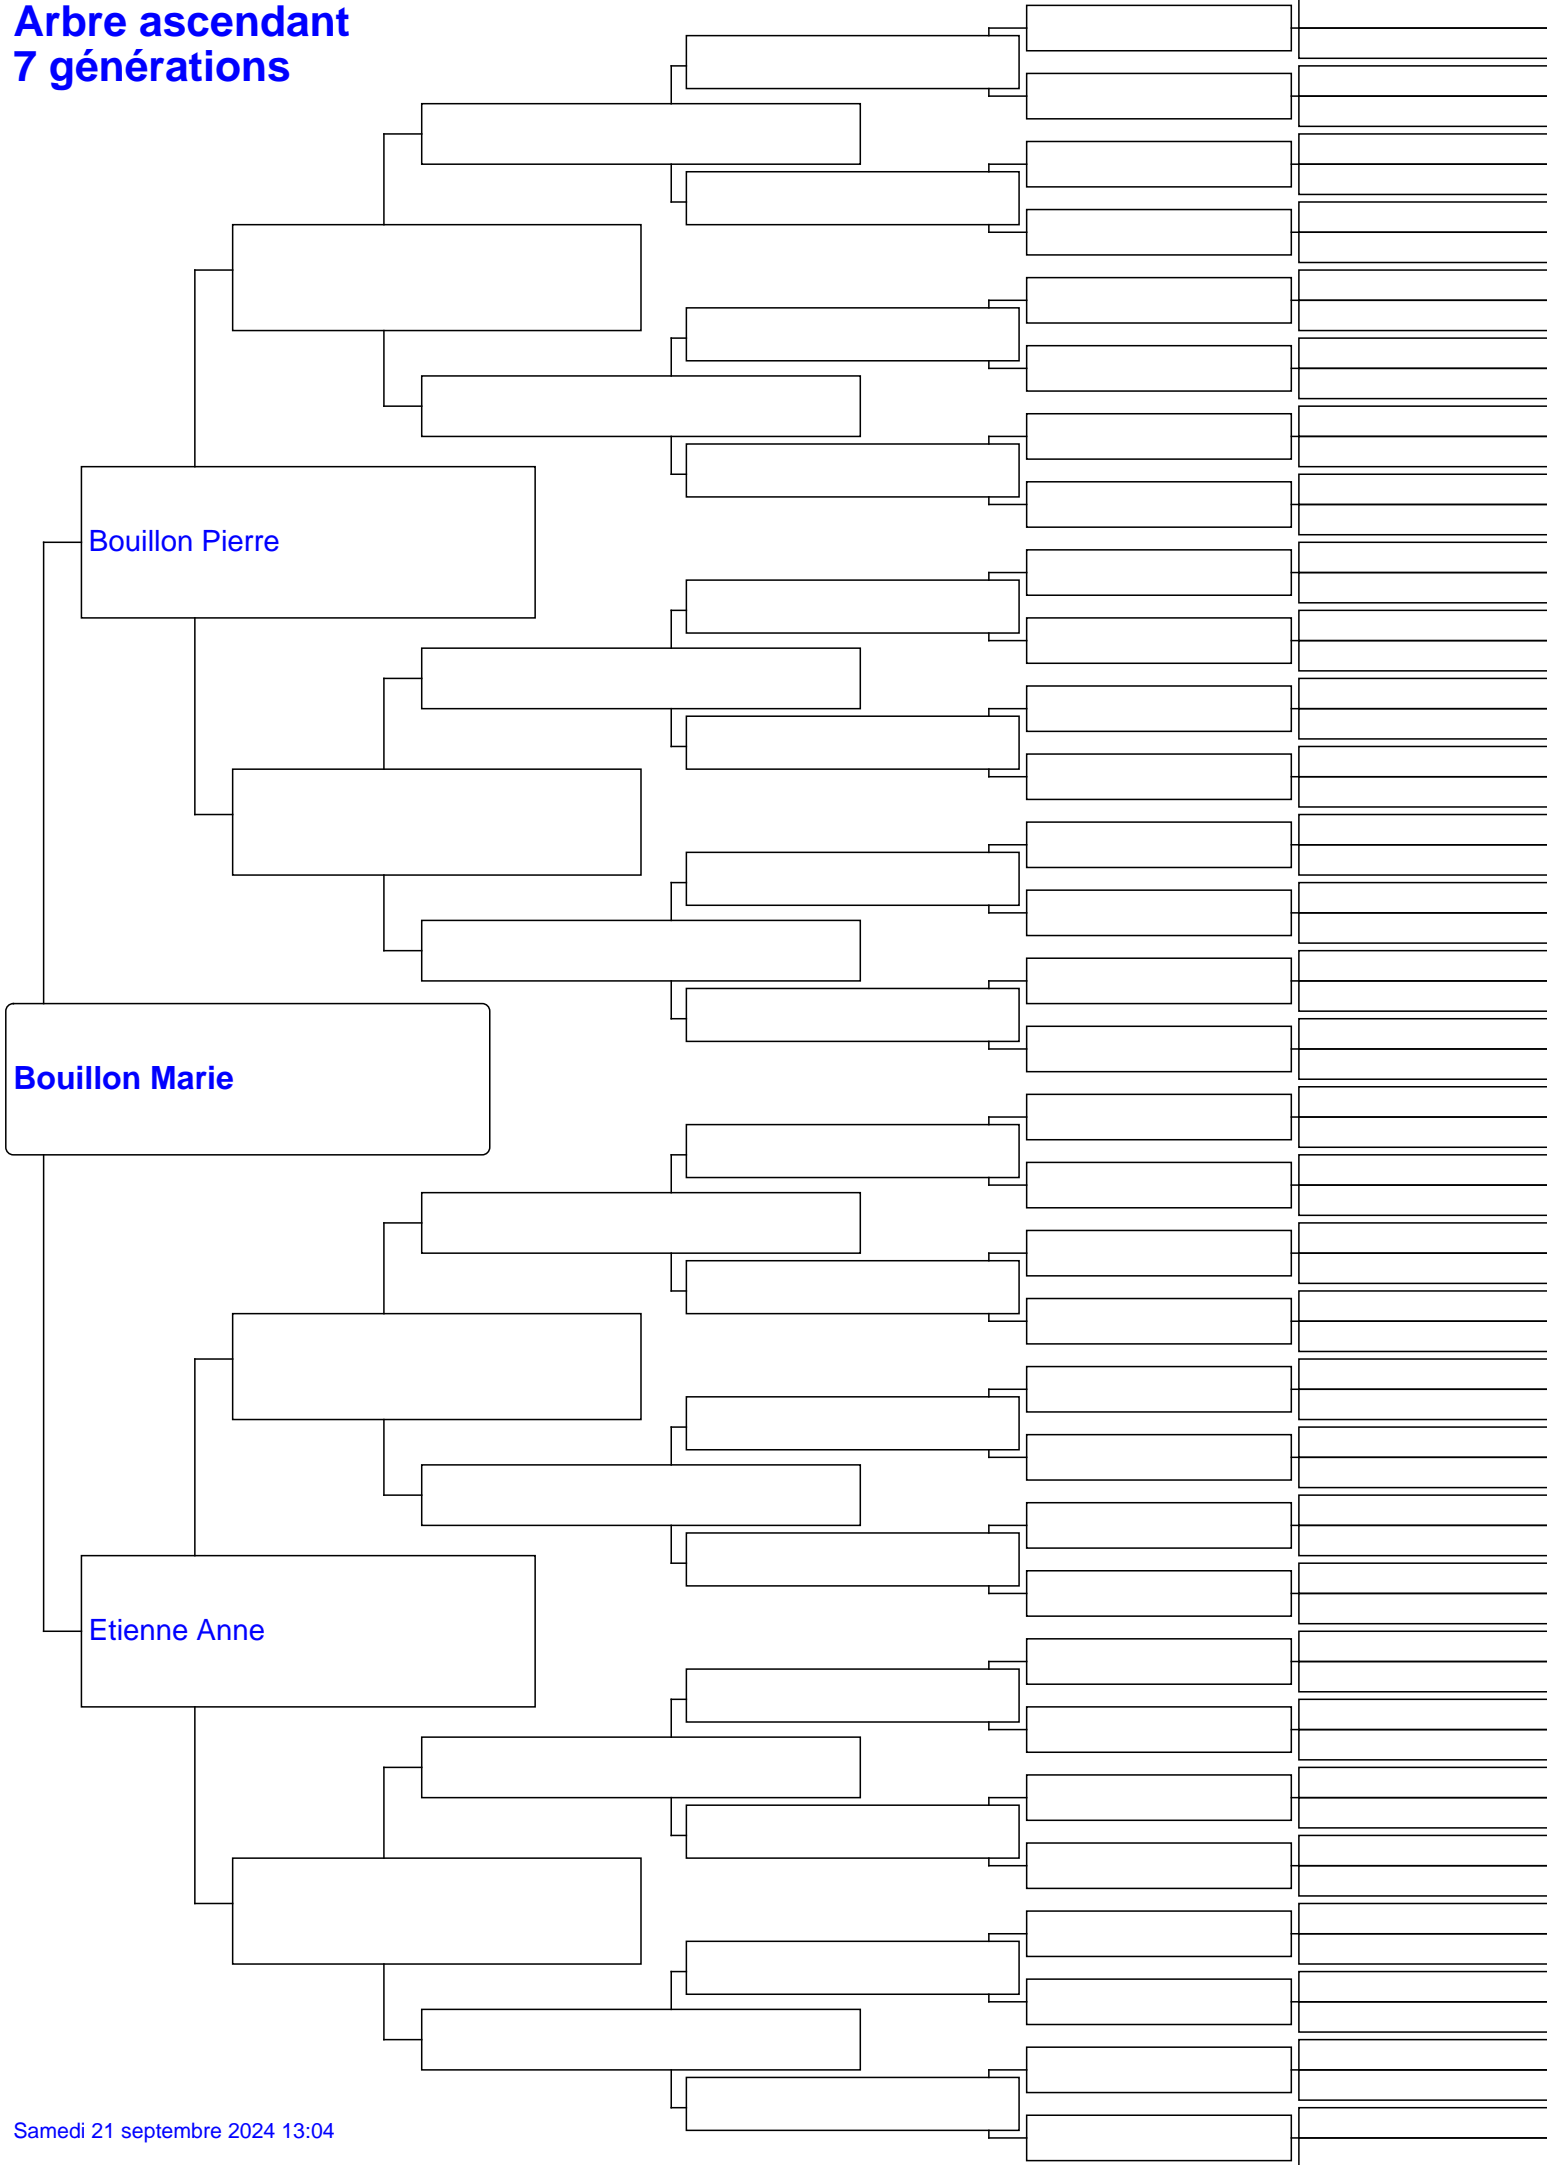 Arbre ascendant
7 générations
Bouillon Pierre
Bouillon Marie
Etienne Anne
Samedi 21 septembre 2024 13:04